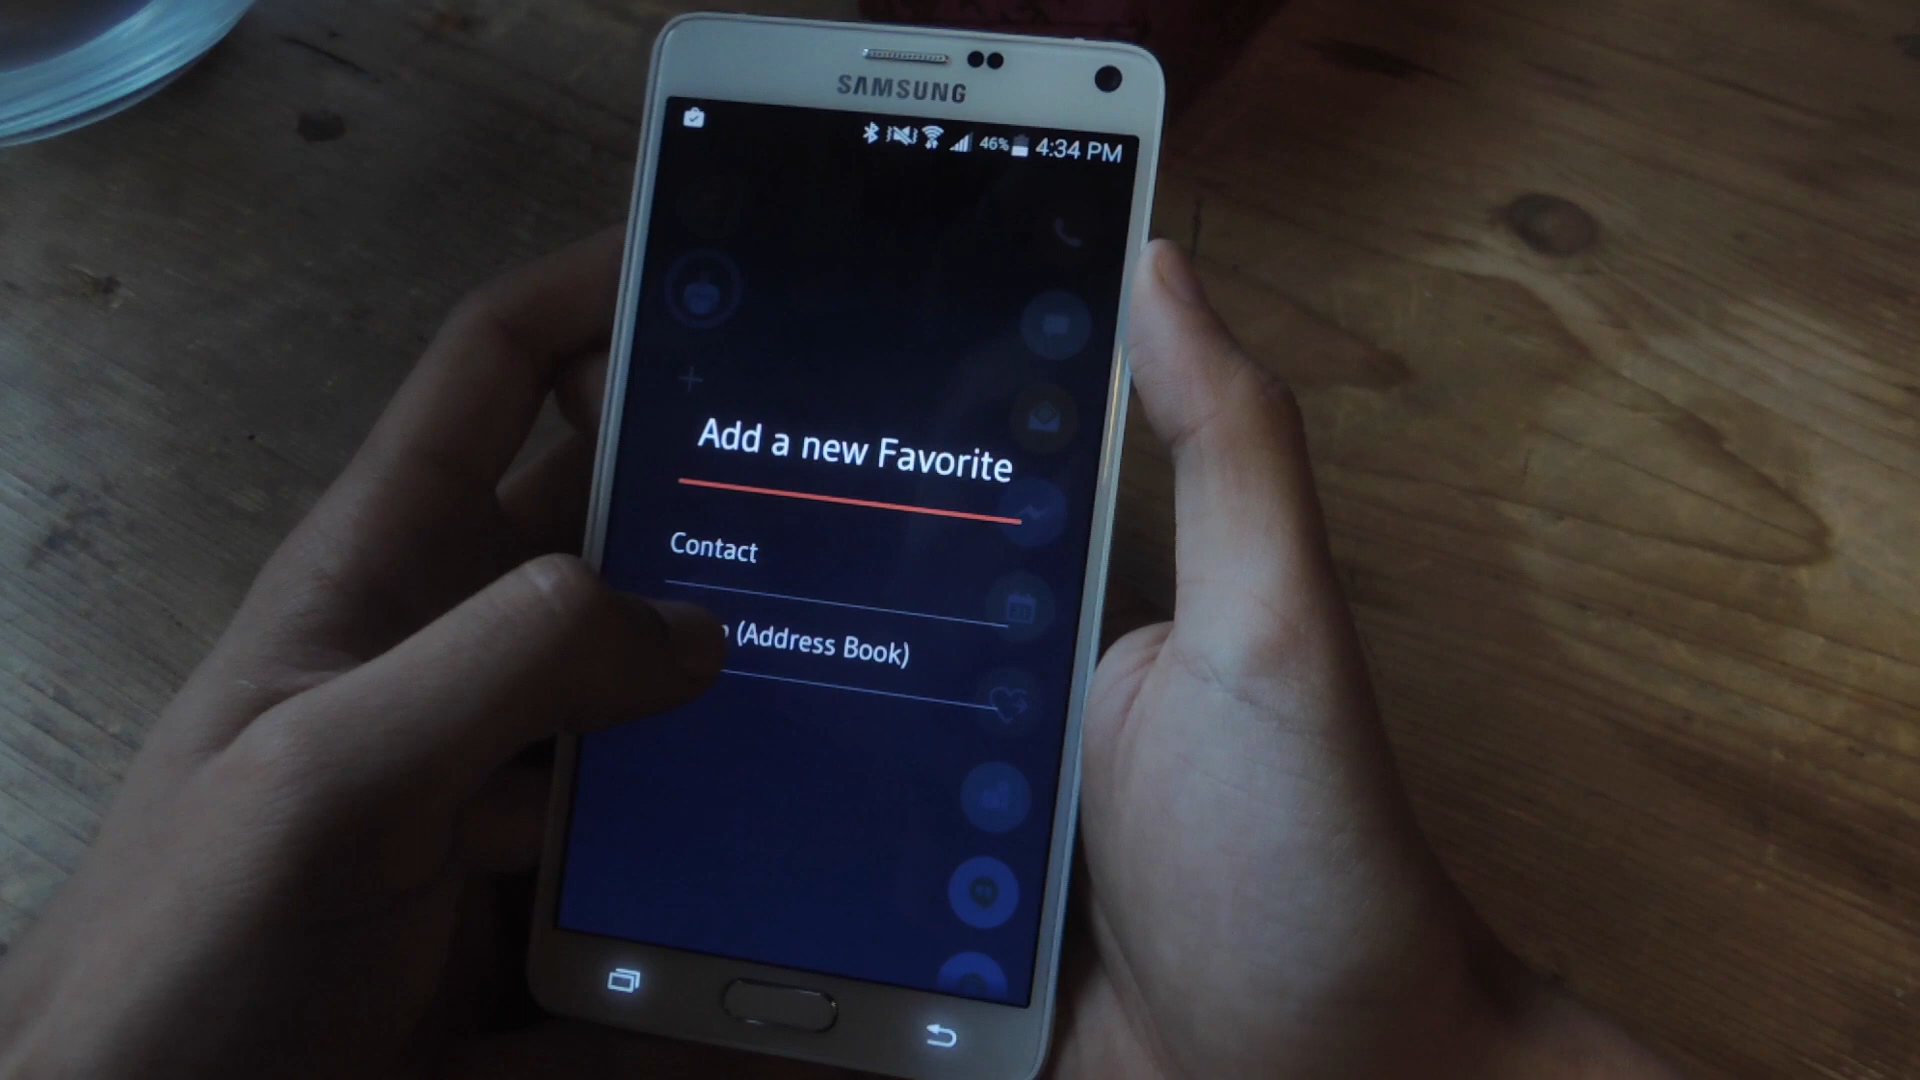 SAMSUNG
46% 4:34 PM
Add a new Favorite
Contact
(Address Book)